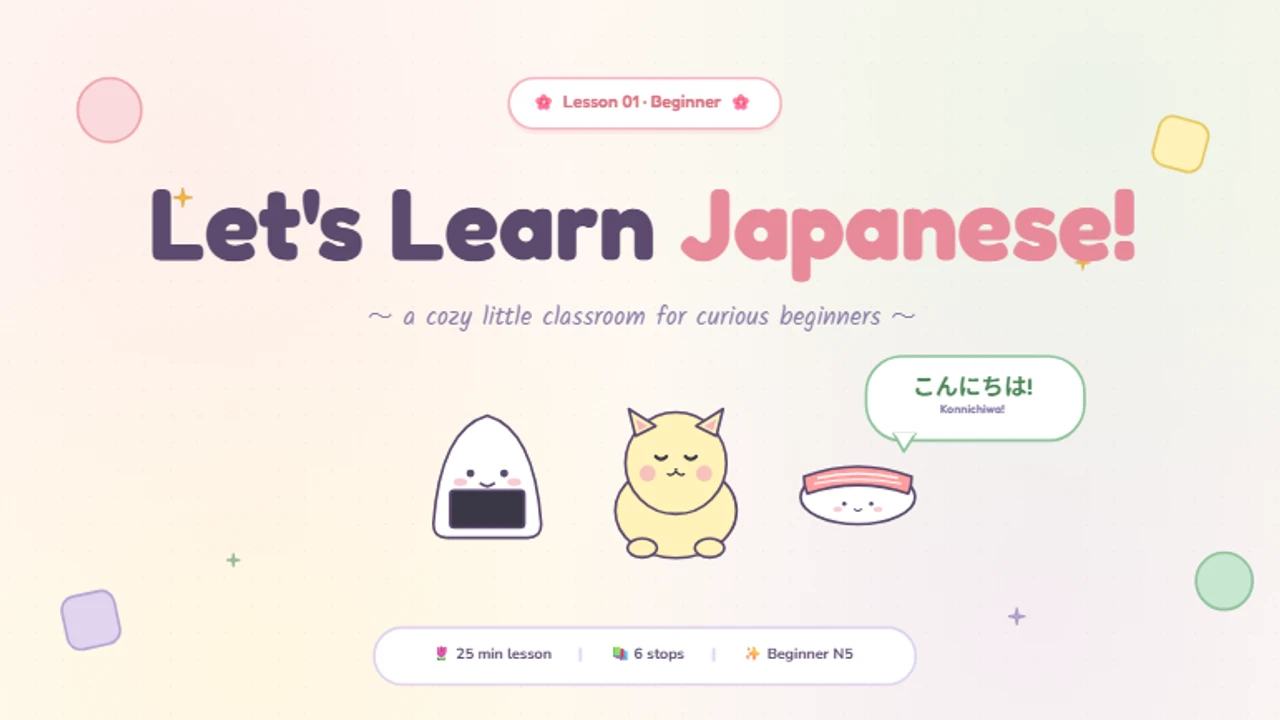 🌸 Lesson 01 · Beginner 🌸
Let's Learn Japanese!
～ a cozy little classroom for curious beginners ～
こんにちは!
Konnichiwa!
🌷 25 min lesson | 📚 6 stops | ✨ Beginner N5